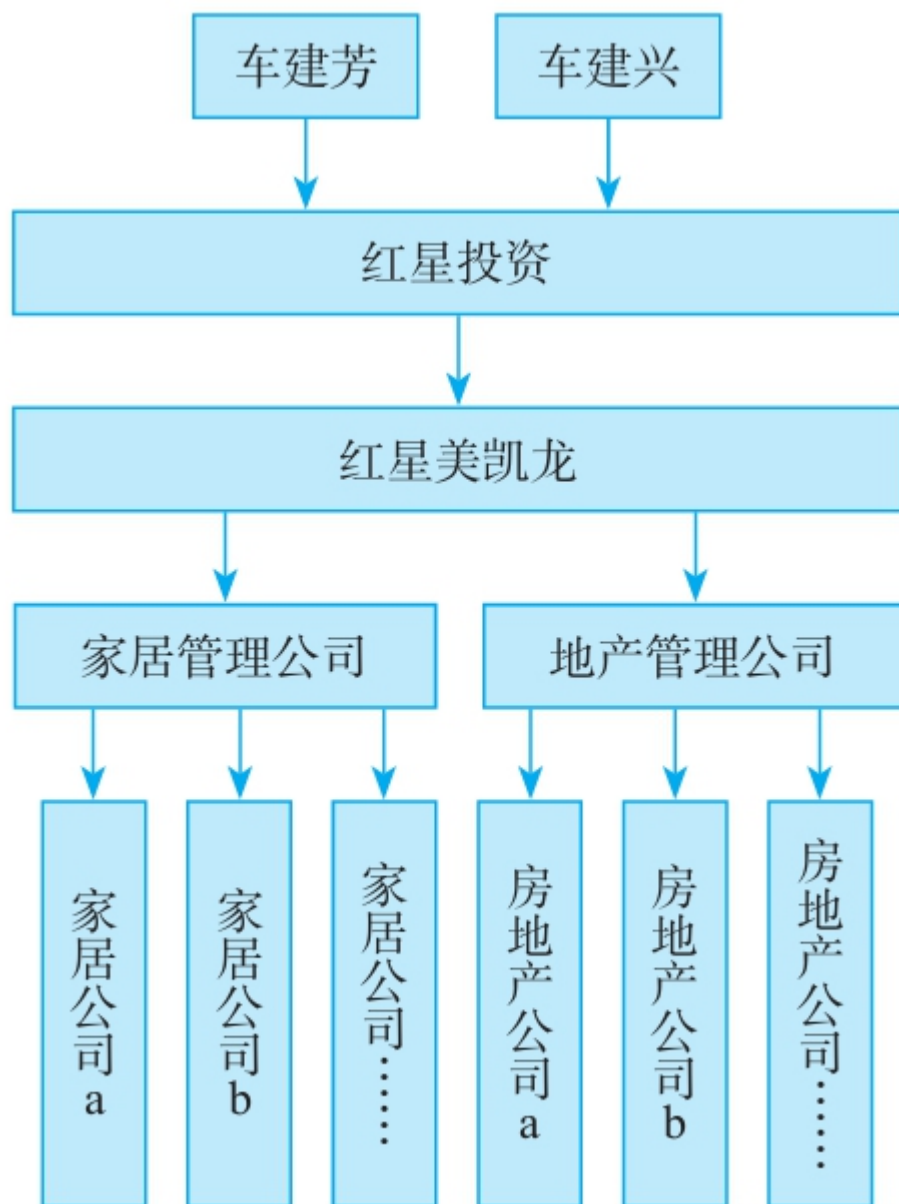 车建芳
车建兴
红星投资
红星美凯龙
家居管理公司
地产管理公司
家居公司a
家居公司b
家居公司……
房地产公司a
房地产公司b
房地产公司……